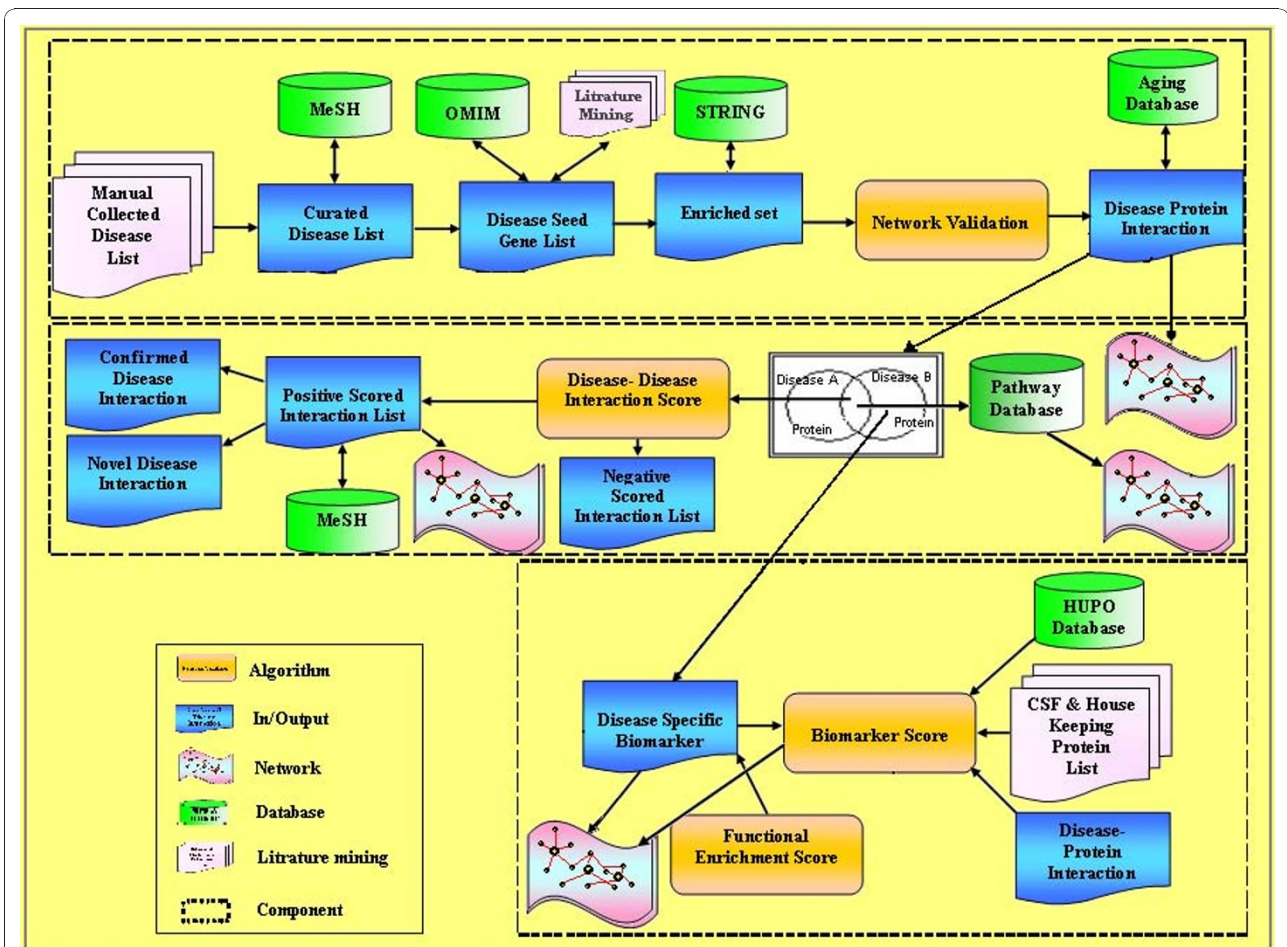 MeSH
OMIM
Litrature
Mining
STRING
Aging
Database
Manual
Collected
Disease
List
Curated
Disease List
Disease Seed
Gene List
Enriched set
Network Validation
Disease Protein
Interaction
Confirmed
Disease
Interaction
Positive Scored
Interaction List
Disease- Disease
Interaction Score
Disease A
Disease B
Protein
Protein
Pathway
Database
Novel Disease
Interaction
MeSH
Negative
Scored
Interaction List
HUPO
Database
Disease Specific
Biomarker
Biomarker Score
CSF & House
Keeping
Protein
List
Functional
Enrichment Score
Disease-
Protein
Interaction
Algorithm
In/Output
Network
Database
Litrature mining
Component